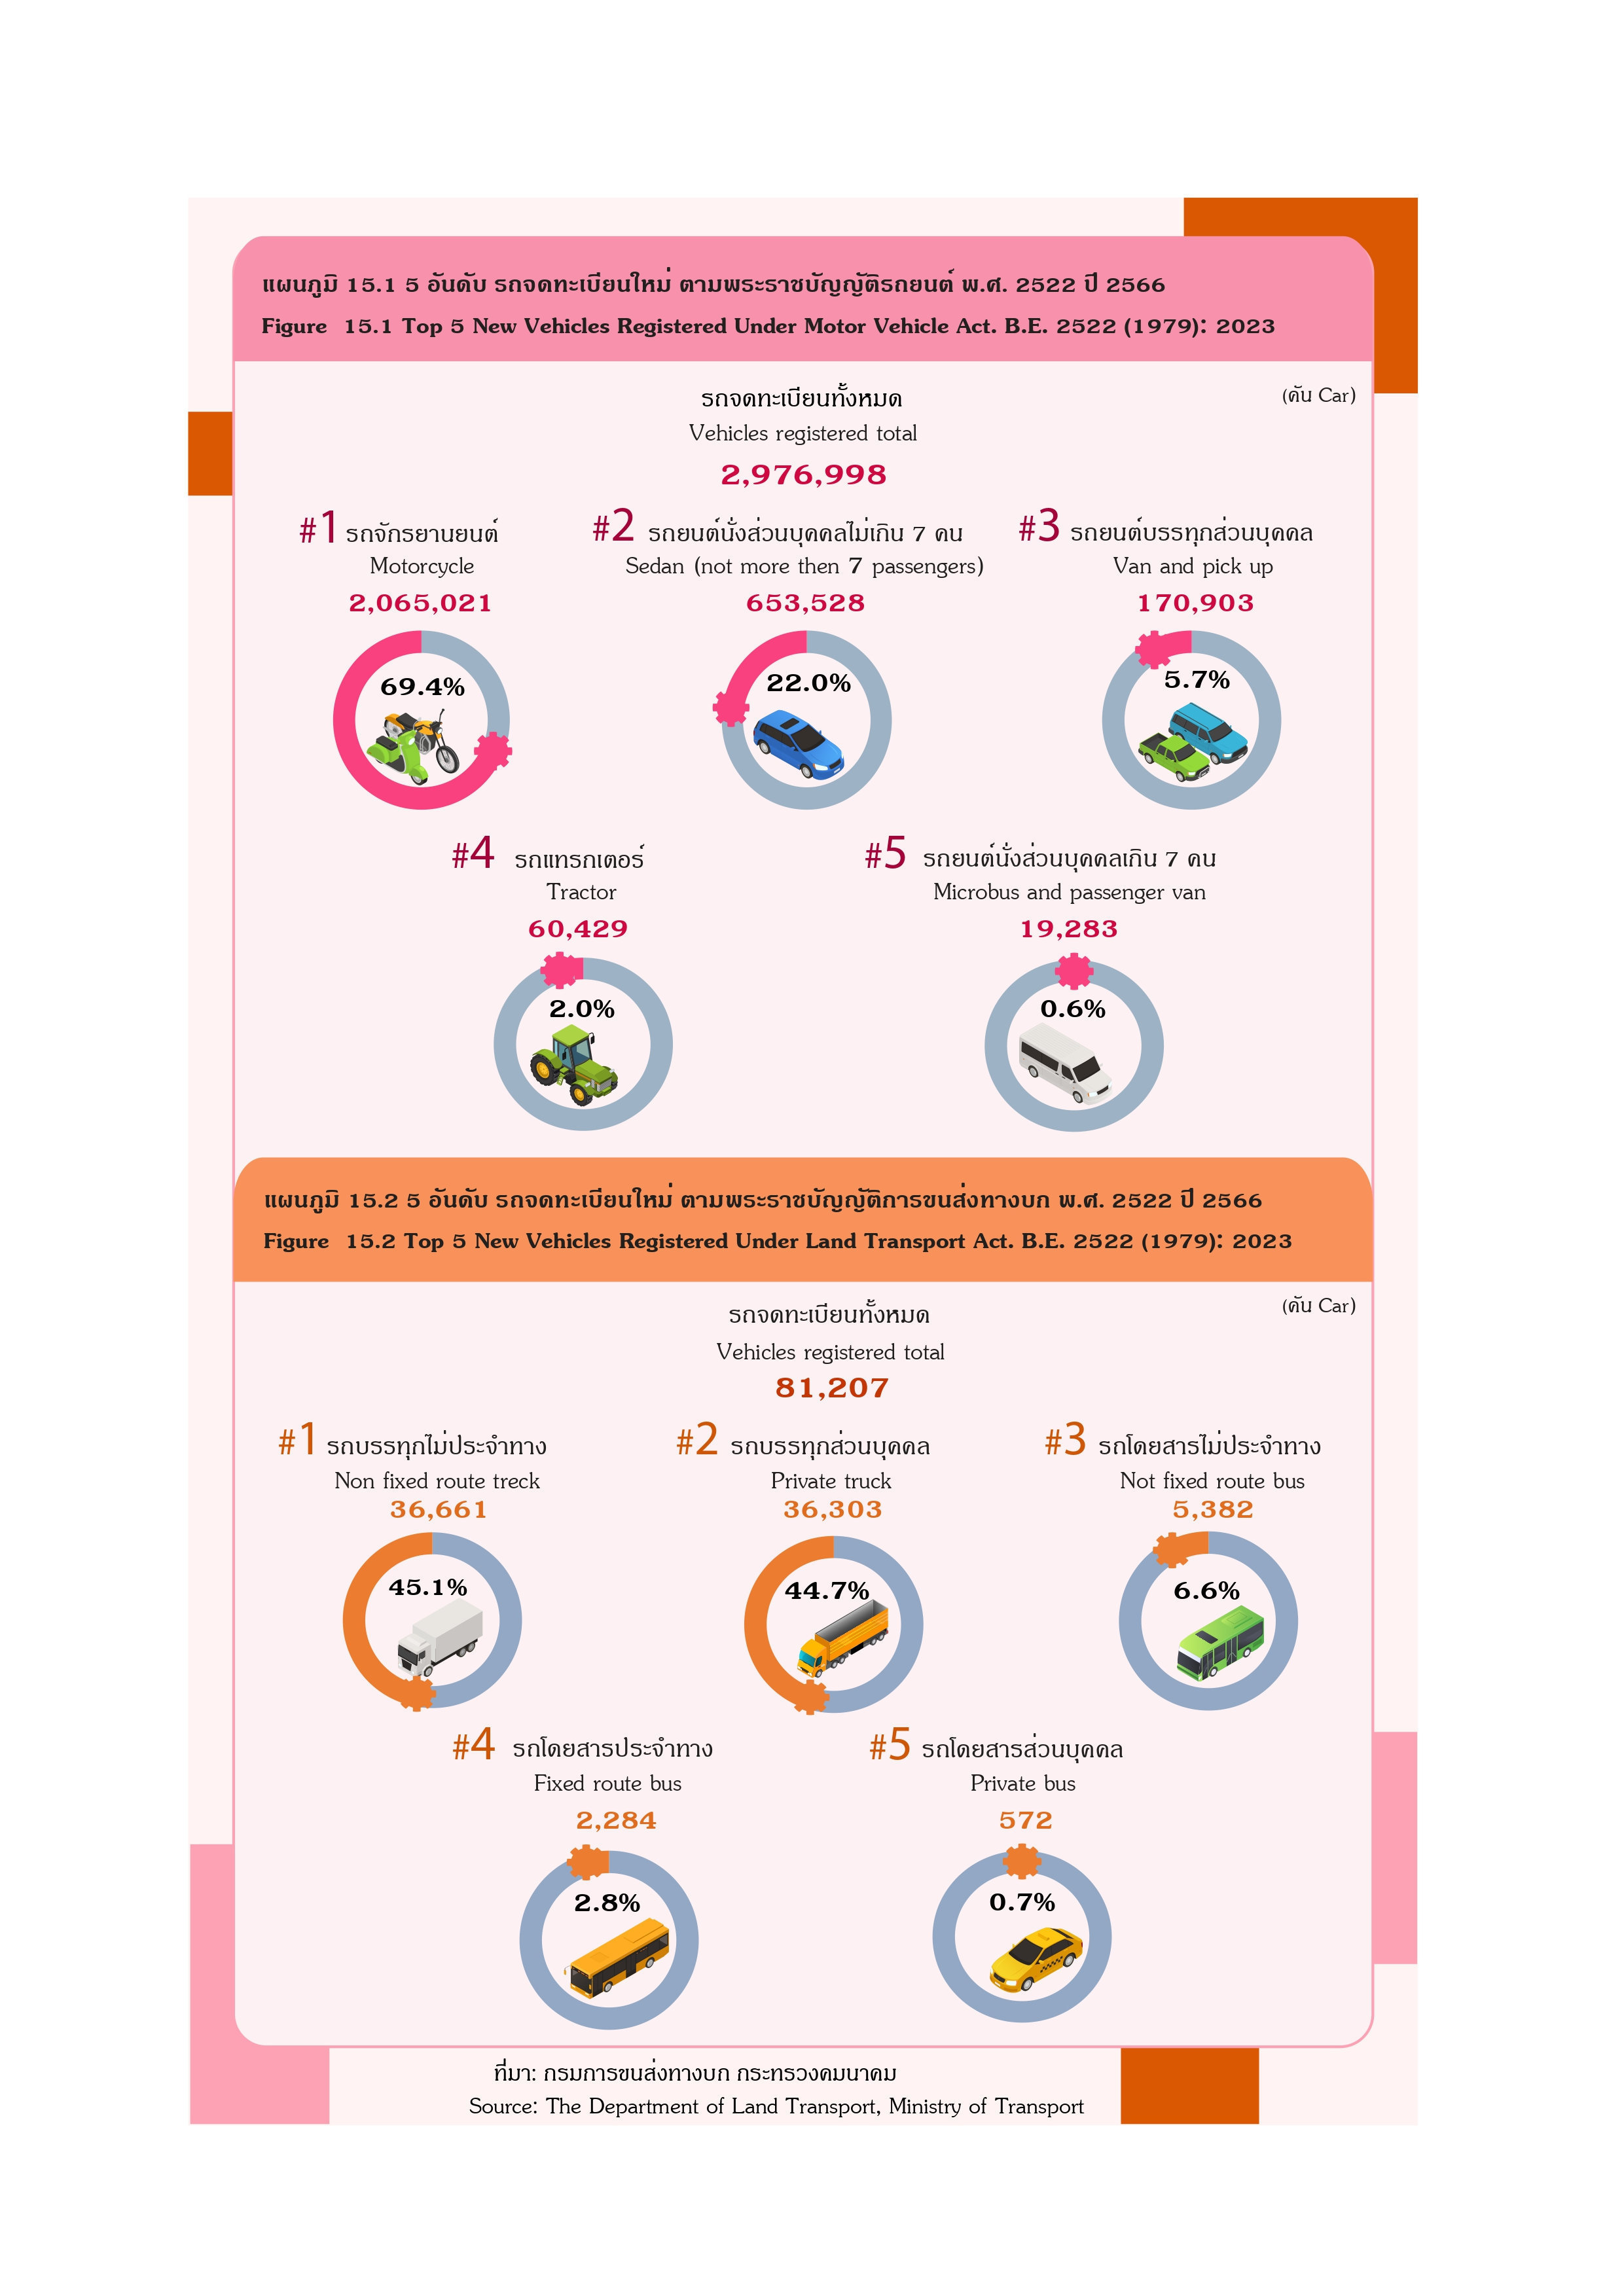 แผนภูมิ 15.1 5 อันดับ รถจดทะเบียนใหม่ ตามพระราชบัญญัติรถยนต์ พ.ศ. 2522 ปี 2566
Figure 15.1 Top 5 New Vehicles Registered Under Motor Vehicle Act. B.E. 2522 (1979): 2023
(คัน Car)
รถจดทะเบียนทั้งหมด
Vehicles registered total
2,976,998
#1 รถจักรยานยนต์
Motorcycle
2,065,021
69.4%
#2 รถยนต์นั่งส่วนบุคคลไม่เกิน 7 คน
Sedan (not more then 7 passengers)
653,528
22.0%
#3 รถยนต์บรรทุกส่วนบุคคล
Van and pick up
170,903
5.7%
#4 รถแทรกเตอร์
Tractor
60,429
2.0%
#5 รถยนต์นั่งส่วนบุคคลเกิน 7 คน
Microbus and passenger van
19,283
0.6%
แผนภูมิ 15.2 5 อันดับ รถจดทะเบียนใหม่ ตามพระราชบัญญัติการขนส่งทางบก พ.ศ. 2522 ปี 2566
Figure 15.2 Top 5 New Vehicles Registered Under Land Transport Act. B.E. 2522 (1979): 2023
(คัน Car)
รถจดทะเบียนทั้งหมด
Vehicles registered total
81,207
#1 รถบรรทุกไม่ประจำทาง
Non fixed route treck
36,661
45.1%
#2 รถบรรทุกส่วนบุคคล
Private truck
36,303
44.7%
#3 รถโดยสารไม่ประจำทาง
Not fixed route bus
5,382
6.6%
#4 รถโดยสารประจำทาง
Fixed route bus
2,284
2.8%
#5 รถโดยสารส่วนบุคคล
Private bus
572
0.7%
ที่มา: กรมการขนส่งทางบก กระทรวงคมนาคม
Source: The Department of Land Transport, Ministry of Transport